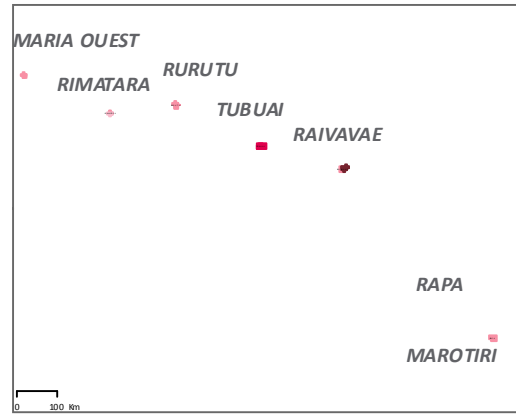 MARIA OUEST
RURUTU
RIMATARA
TUBUAI
RAIVAVAE
RAPA
MAROTIRI
0 100 Km